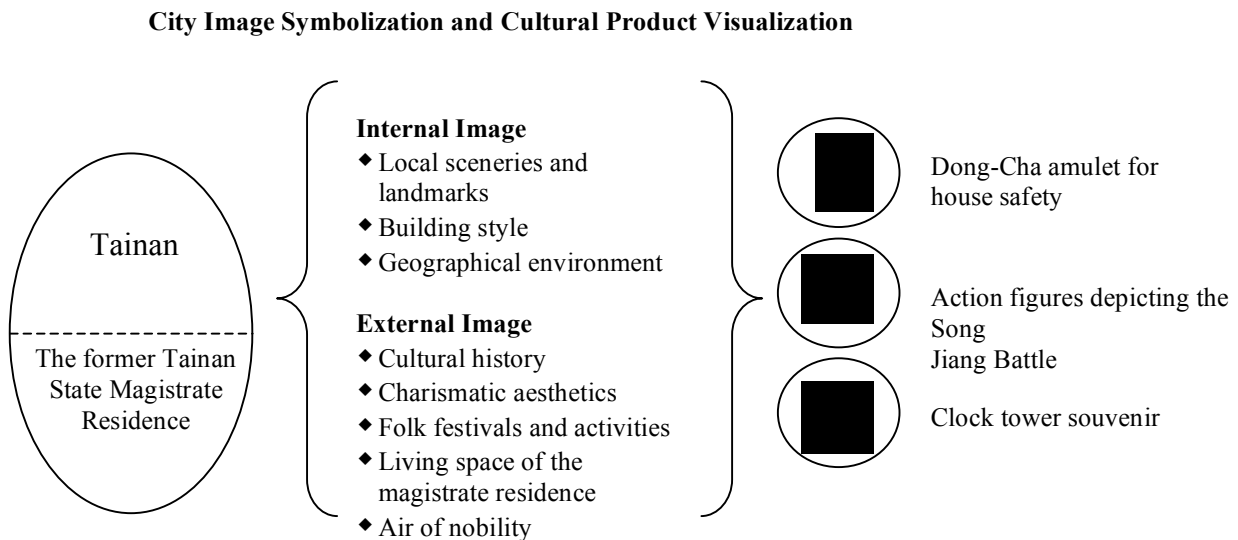 City Image Symbolization and Cultural Product Visualization
Tainan
The former Tainan
State Magistrate
Residence
Internal Image
◆ Local sceneries and
landmarks
◆ Building style
◆ Geographical environment
External Image
◆ Cultural history
◆ Charismatic aesthetics
◆ Folk festivals and activities
◆ Living space of the
magistrate residence
◆ Air of nobility
Dong-Cha amulet for
house safety
Action figures depicting the
Song
Jiang Battle
Clock tower souvenir